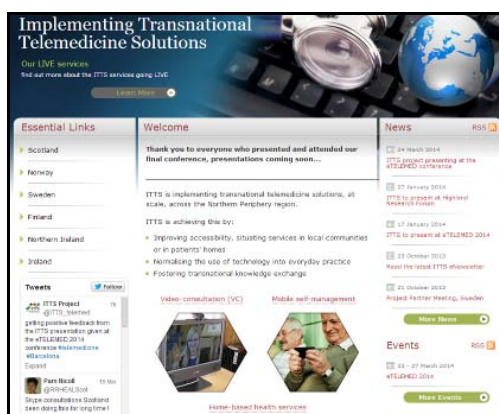 Implementing Transnational
Telemedicine Solutions
Our LIVE services
find out more about the ITTS services going LIVE
Learn More
Essential Links
Scotland
Norway
Sweden
Finland
Northern Ireland
Ireland
Tweets
Follow
ITTS Project
@ITTS_telemed
getting positive feedback from
the ITTS presentation given at
the eTELEMED 2014
conference #telemedicine
#Barcelona
Expand
Pam Nicoll
@RRHEALScot
Skype consultations Scotland
been doing this for long time !
Welcome
Thank you to everyone who presented and attended our
final conference, presentations coming soon...
ITTS is implementing transnational telemedicine solutions, at
scale, across the Northern Periphery region.
ITTS is achieving this by:
Improving accessibility, situating services in local communities
or in patients' homes
Normalising the use of technology into everyday practice
Fostering transnational knowledge exchange
Video-consultation (VC)
Mobile self-management
Home-based health services
News
RSS
24 March 2014
ITTS project presenting at the
eTELEMED conference
27 January 2014
ITTS to present at Highland
Research Forum
17 January 2014
ITTS to present at eTELEMED 2014
23 October 2013
Read the latest ITTS eNewsletter
21 October 2013
Project Partner Meeting, Sweden
More News
Events
RSS
23 - 27 March 2014
eTELEMED 2014
More Events